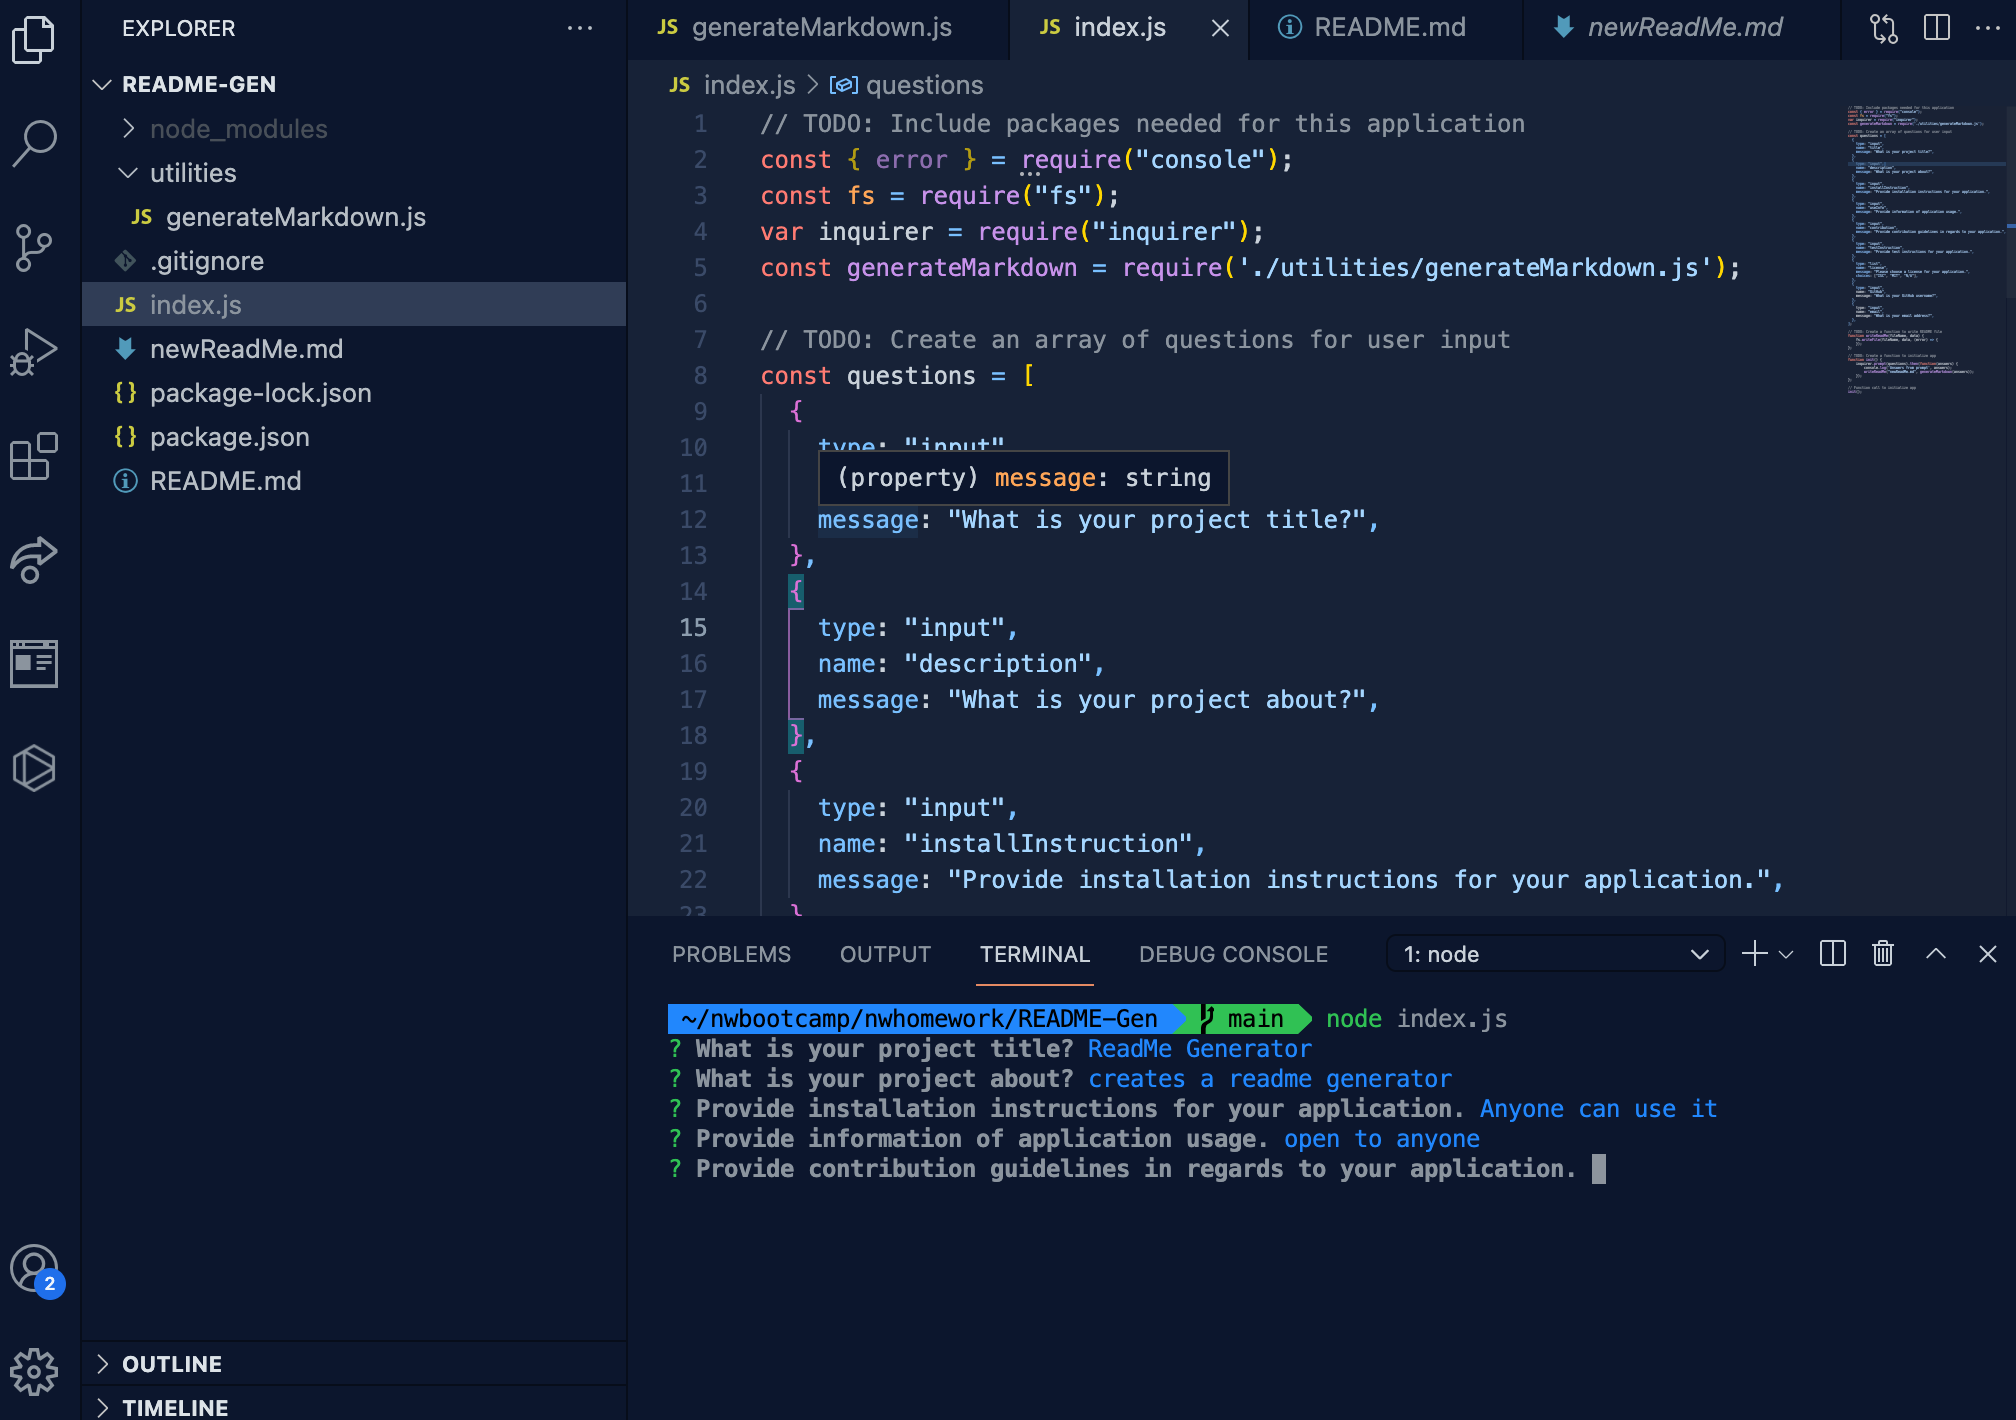 EXPLORER
README-GEN
node_modules
utilities
JS generateMarkdown.js
.gitignore
JS index.js
newReadMe.md
{} package-lock.json
{} package.json
README.md
2
OUTLINE
TIMELINE
JS generateMarkdown.js
JS index.js
README.md
newReadMe.md
JS index.js > questions
1 // TODO: Include packages needed for this application
2 const { error } = require("console");
3 const fs = require("fs");
4 var inquirer = require("inquirer");
5 const generateMarkdown = require('./utilities/generateMarkdown.js');
6
7 // TODO: Create an array of questions for user input
8 const questions = [
9 {
10 type: "input"
11 (property) message: string
12 message: "What is your project title?",
13 },
14 {
15 type: "input",
16 name: "description",
17 message: "What is your project about?",
18 },
19 {
20 type: "input",
21 name: "installInstruction",
22 message: "Provide installation instructions for your application.",
23 }
PROBLEMS OUTPUT TERMINAL DEBUG CONSOLE 1: node
~/nwbootcamp/nwhomework/README-Gen main node index.js
? What is your project title? ReadMe Generator
? What is your project about? creates a readme generator
? Provide installation instructions for your application. Anyone can use it
? Provide information of application usage. open to anyone
? Provide contribution guidelines in regards to your application.